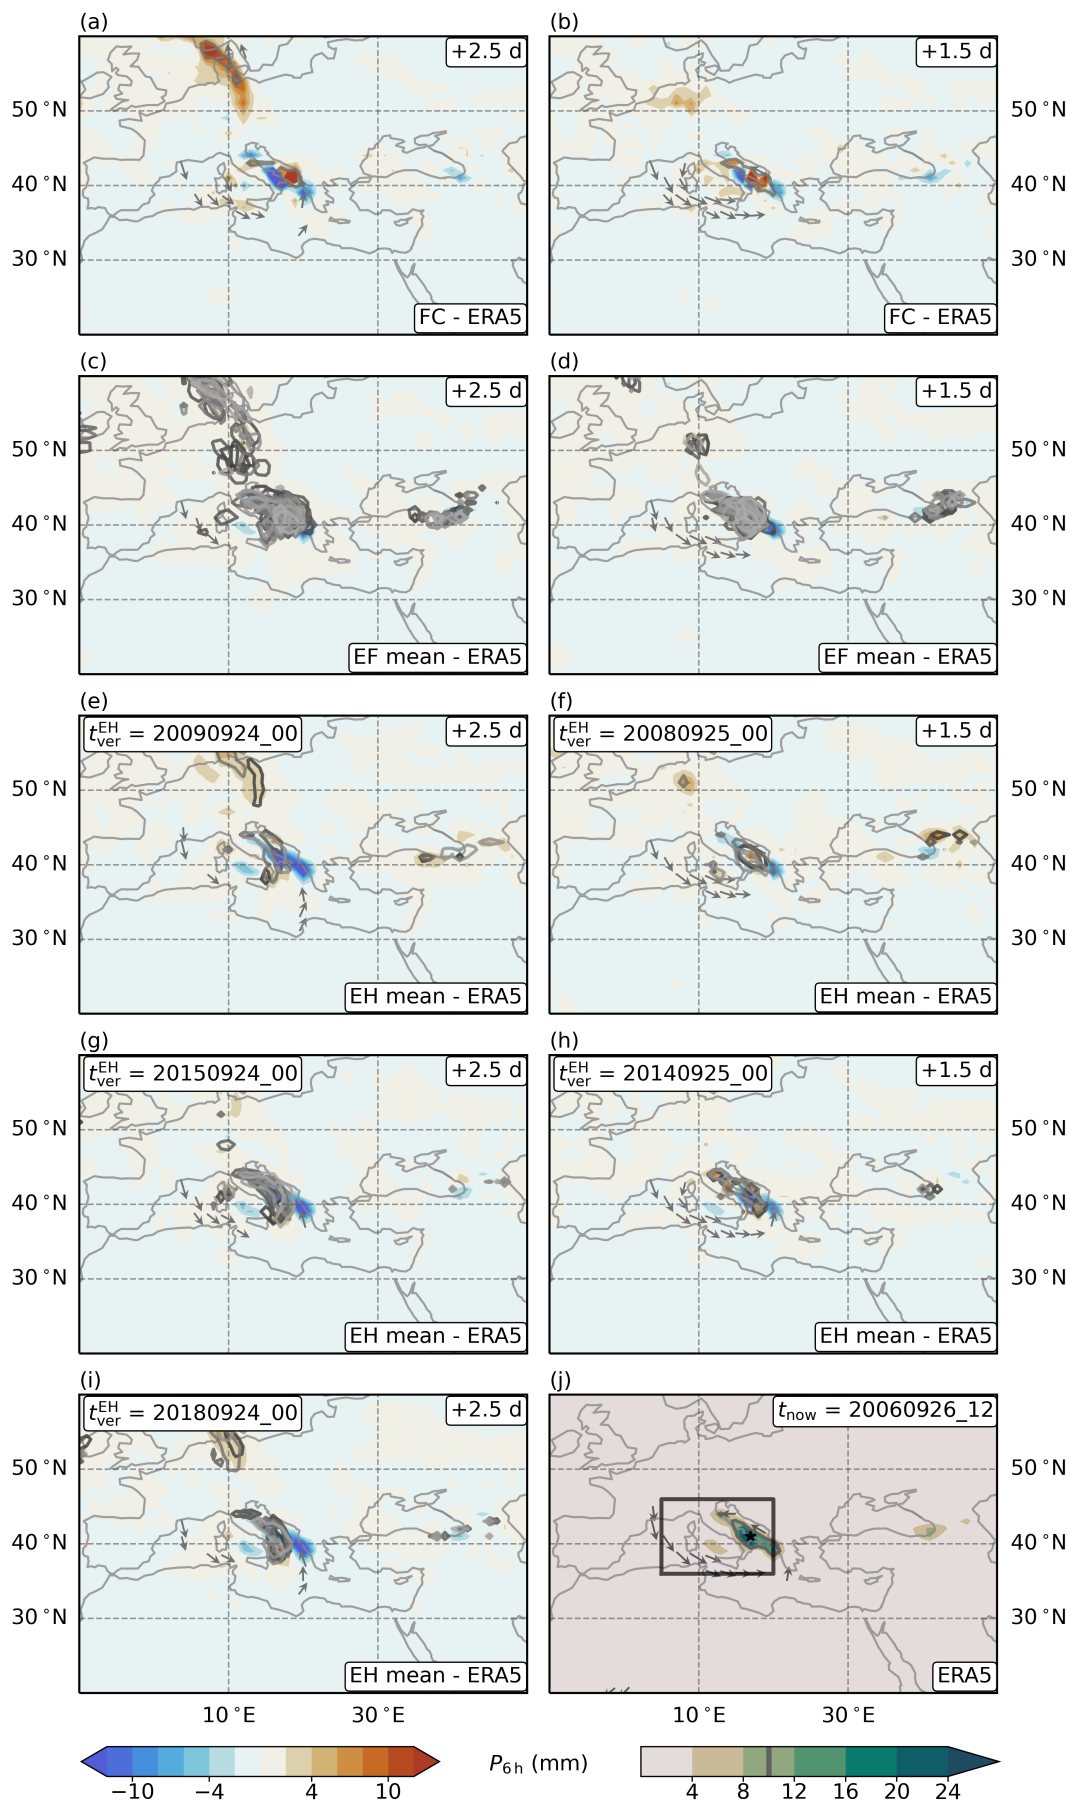 (a)
(b)
+2.5 d
+1.5 d
50 °N
50 °N
40 °N
40 °N
30 °N
30 °N
FC - ERA5
FC - ERA5
(c)
(d)
+2.5 d
+1.5 d
50 °N
50 °N
40 °N
40 °N
30 °N
30 °N
EF mean - ERA5
EF mean - ERA5
(e)
(f)
t_ver^EH = 20090924_00
+2.5 d
t_ver^EH = 20080925_00
+1.5 d
50 °N
50 °N
40 °N
40 °N
30 °N
30 °N
EH mean - ERA5
EH mean - ERA5
(g)
(h)
t_ver^EH = 20150924_00
+2.5 d
t_ver^EH = 20140925_00
+1.5 d
50 °N
50 °N
40 °N
40 °N
30 °N
30 °N
EH mean - ERA5
EH mean - ERA5
(i)
(j)
t_ver^EH = 20180924_00
+2.5 d
t_now = 20060926_12
50 °N
50 °N
40 °N
40 °N
30 °N
30 °N
EH mean - ERA5
ERA5
10 °E 30 °E
10 °E 30 °E
P_6 h (mm)
−10 −4 4 10
4 8 12 16 20 24